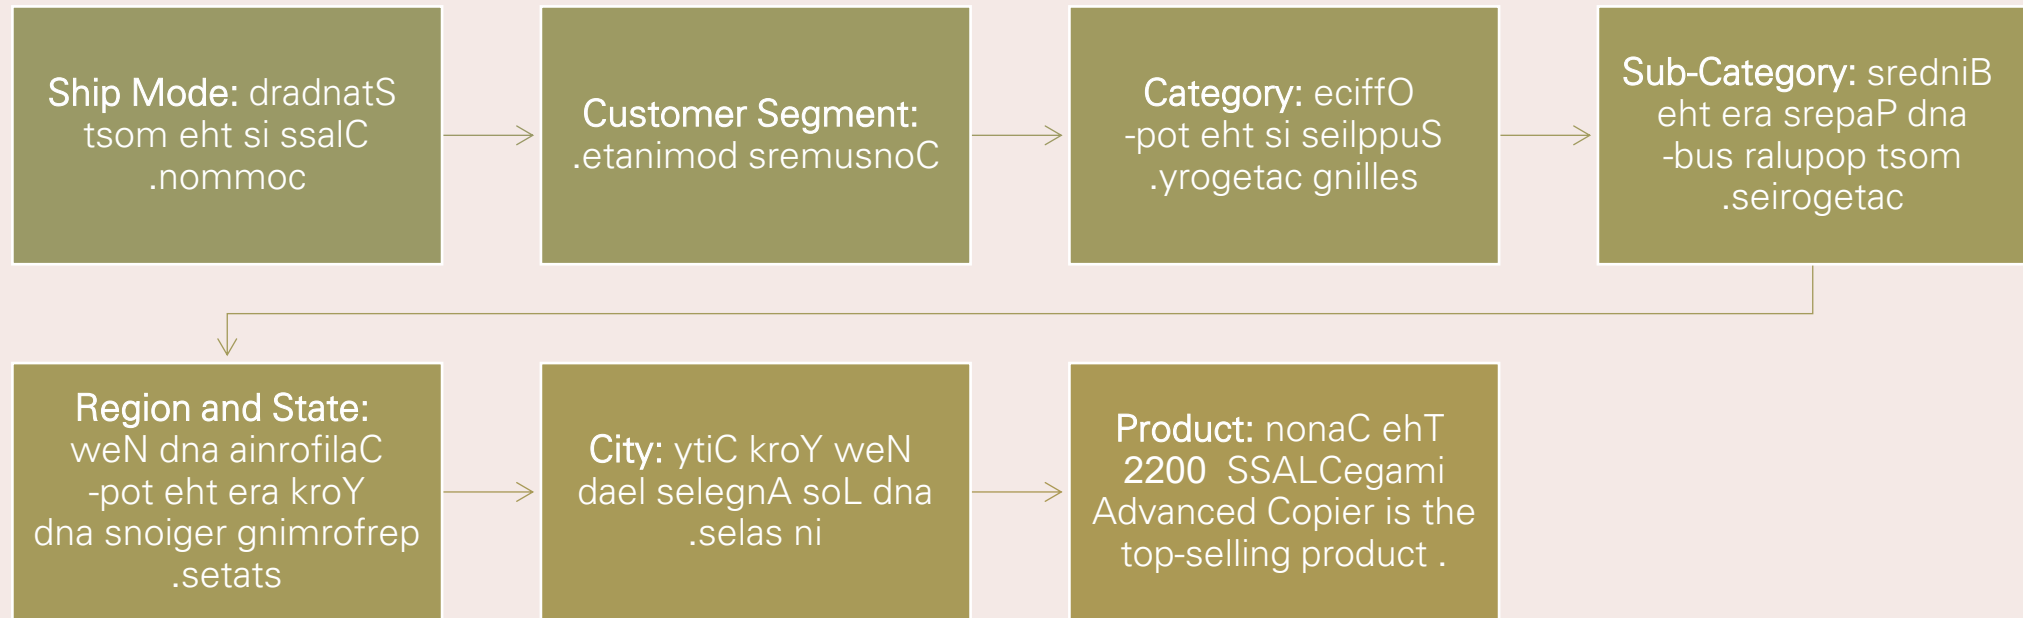 Ship Mode: dradnatS
tsom eht si ssalC
.nommoc
Customer Segment:
.etanimod sremusnoC
Category: eciffO
-pot eht si seilppuS
.yrogetac gnilles
Sub-Category: sredniB
eht era srepaP dna
-bus ralupop tsom
.seirogetac
Region and State:
weN dna ainrofilaC
-pot eht era kroY
dna snoiger gnimrofrep
.setats
City: ytiC kroY weN
dael selegnA soL dna
.selas ni
Product: nonaC ehT
2200 SSALCegami
Advanced Copier is the
top-selling product .